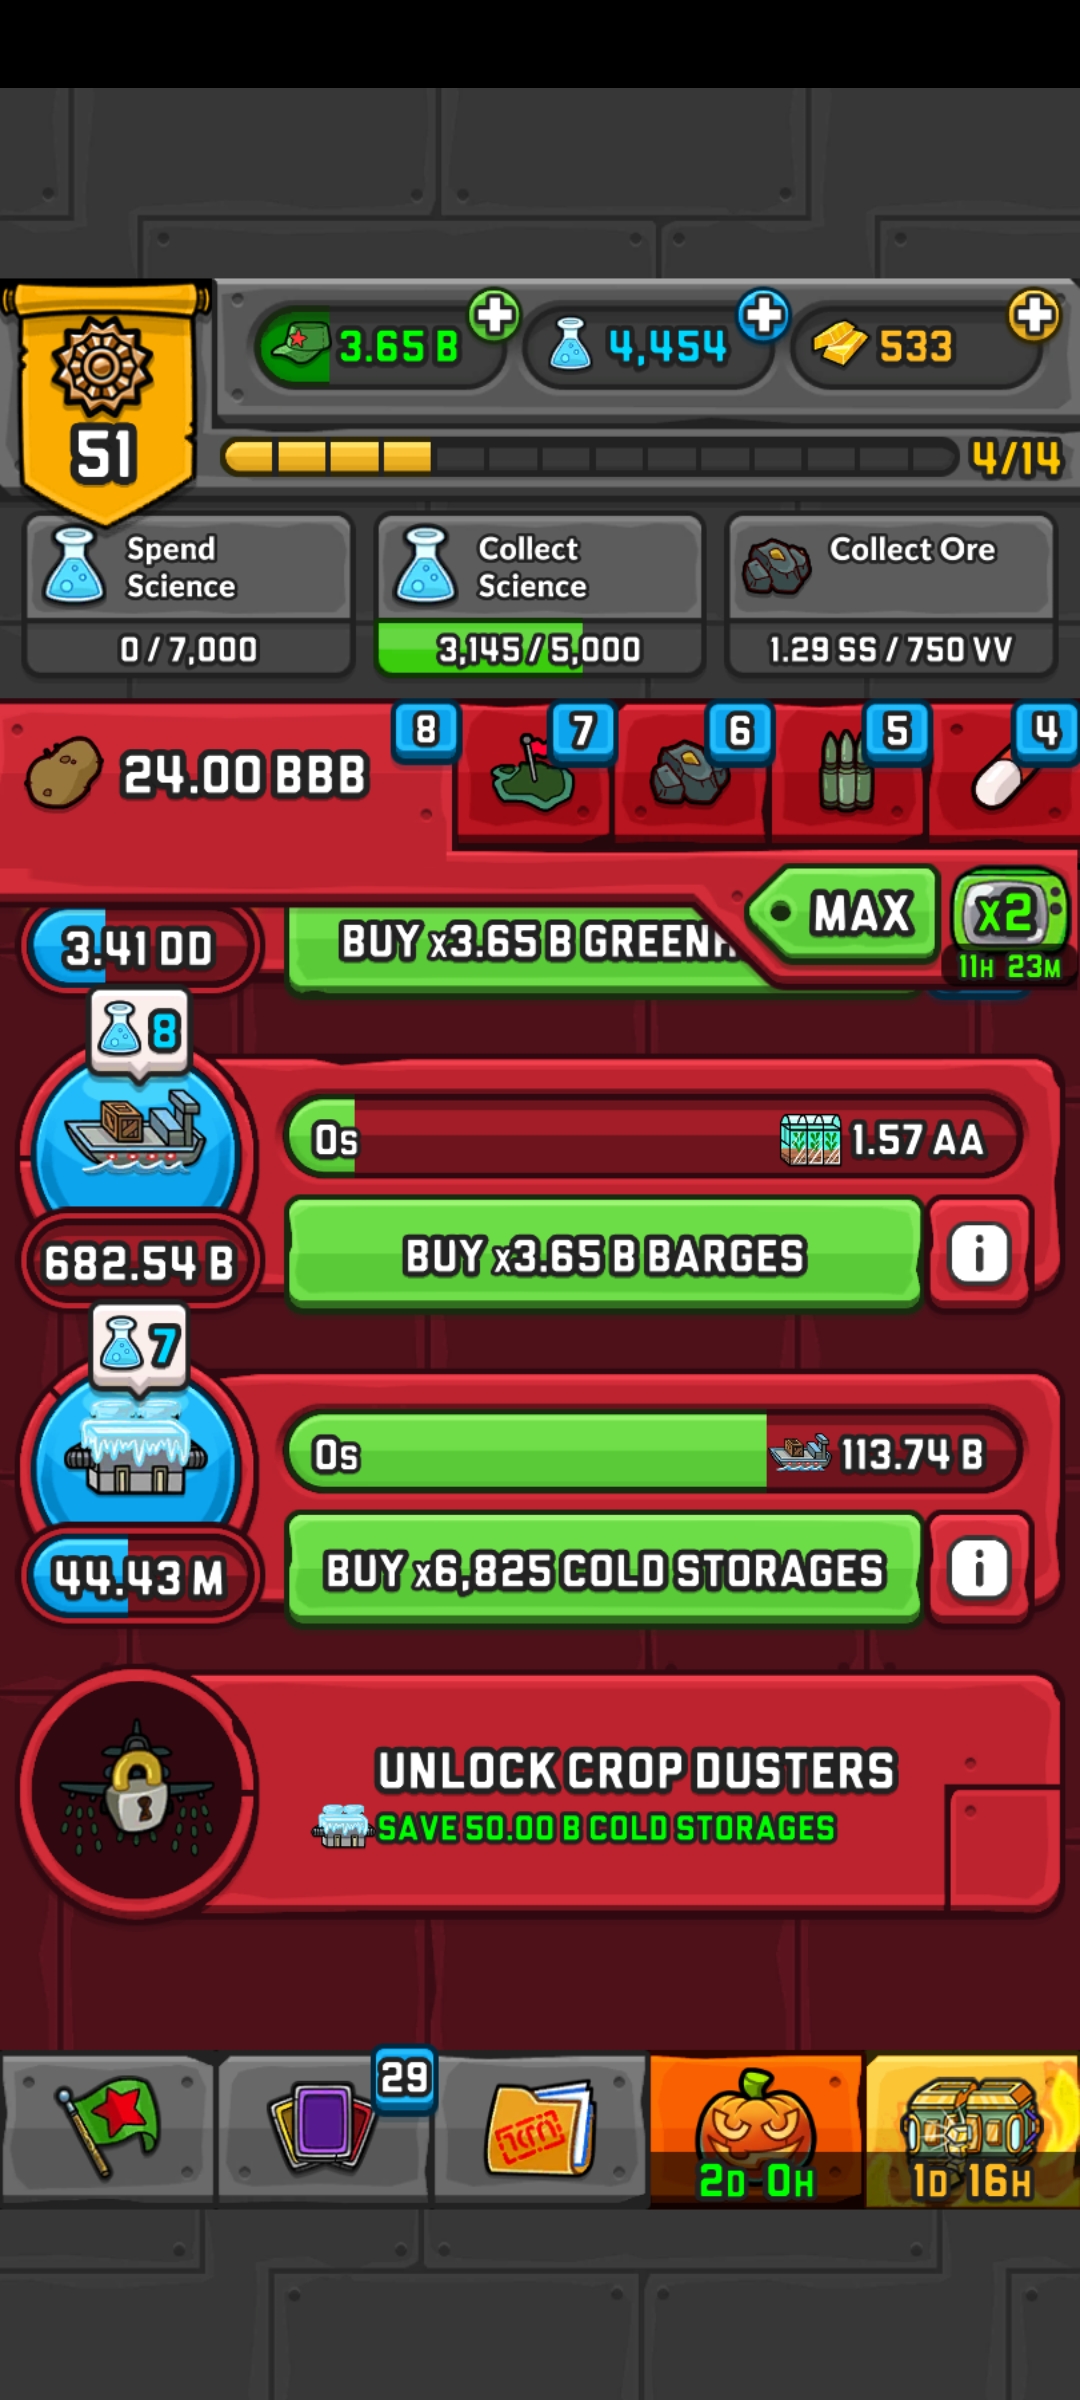 3.65 B
4,454
533
51
4/14
Spend
Science
0 / 7,000
Collect
Science
3,145 / 5,000
Collect Ore
1.29 SS / 750 VV
24.00 BBB
8
7
6
5
4
MAX
x2
11H 23M
3.41 DD
BUY x3.65 B GREENH
8
0s
1.57 AA
682.54 B
BUY x3.65 B BARGES
i
7
0s
113.74 B
44.43 M
BUY x6,825 COLD STORAGES
i
UNLOCK CROP DUSTERS
SAVE 50.00 B COLD STORAGES
29
2D 0H
1D 16H